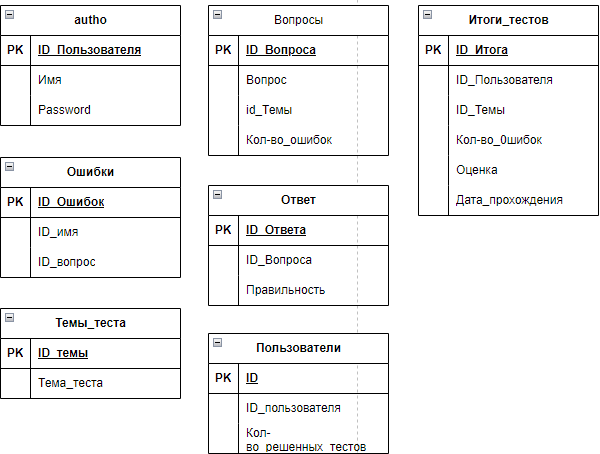 autho
PK ID_Пользователя
Имя
Password
Ошибки
PK ID_Ошибок
ID_имя
ID_вопрос
Темы_теста
PK ID_темы
Тема_теста
Вопросы
PK ID_Вопроса
Вопрос
id_Темы
Кол-во_ошибок
Ответ
PK ID_Ответа
ID_Вопроса
Правильность
Пользователи
PK ID
ID_пользователя
Кол-
во_решенных_тестов
Итоги_тестов
PK ID_Итога
ID_Пользователя
ID_Темы
Кол-во_0шибок
Оценка
Дата_прохождения